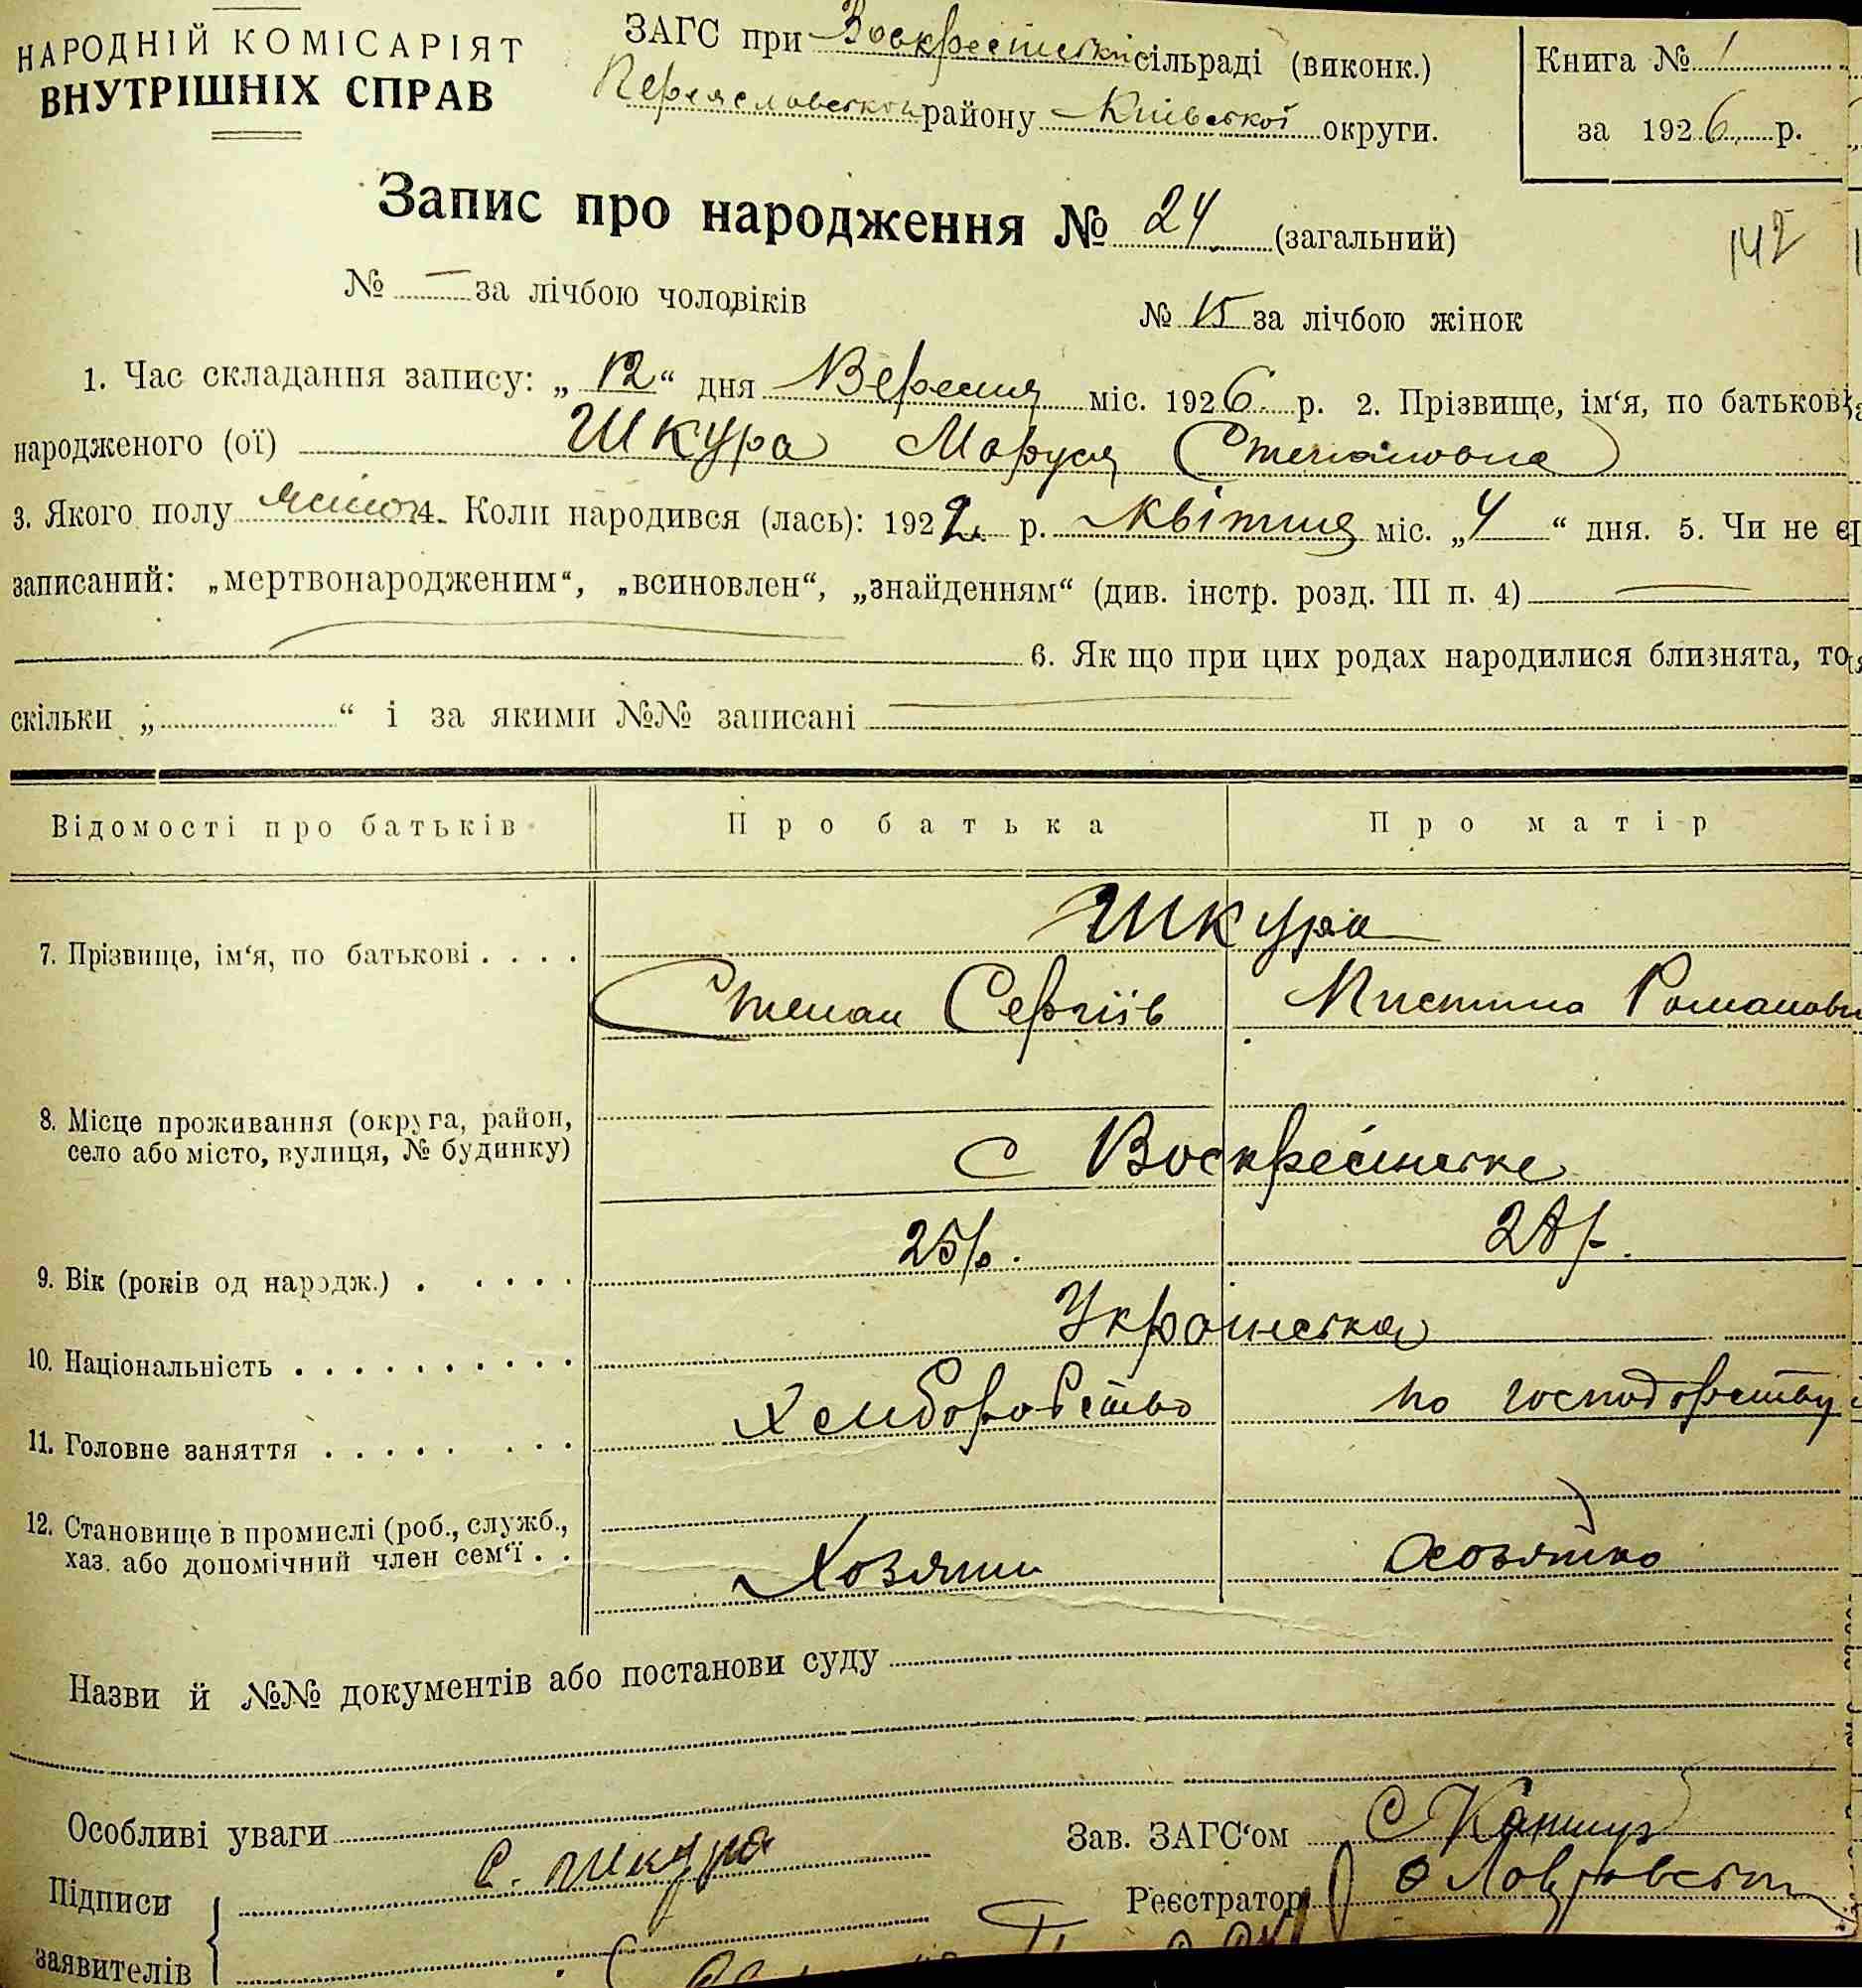 НАРОДНІЙ КОМІСАРІЯТ
ВНУТРІШНІХ СПРАВ
ЗАГС при Воскресенській сільраді (виконк.)
Переяславської району Київської округи.
Книга № 1
за 1926 р.
Запис про народження № 24 (загальний)
142
№ — за лічбою чоловіків
№ 15 за лічбою жінок
1. Час складання запису: „12“ дня Вересня міс. 1926 р. 2. Прізвище, ім‘я, по батькові
народженого (ої) Шкура Маруся Степановна
3. Якого полу жіноч 4. Коли народився (лась): 1922 р. квітня міс. „4“ дня. 5. Чи не є
записаний: „мертвонародженим“, „всиновлен“, „знайденням“ (див. інстр. розд. III п. 4) —
6. Як що при цих родах народилися близнята, то
скільки „ “ і за якими №№ записані
Відомості про батьків
Про батька
Про матір
Шкура
7. Прізвище, ім‘я, по батькові
Степан Сергіїв
Романовн
8. Місце проживання (округа, район,
село або місто, вулиця, № будинку)
с Воскресенське
9. Вік (років од народж.)
25 р.
28 р.
10. Національність
Українська
11. Головне заняття
Хліборобство
по господарству
12. Становище в промислі (роб., служб.,
хаз. або допомічний член сем‘ї
Хозяин
Назви й №№ документів або постанови суду
Особливі уваги
Зав. ЗАГС‘ом
Підписи
С. Шкура
Реєстратор
заявителів